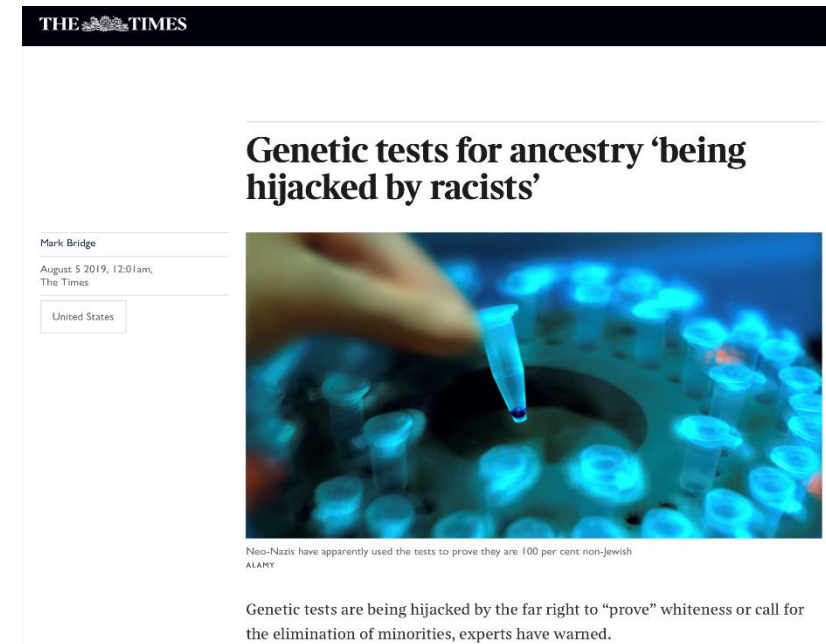 THE TIMES
Genetic tests for ancestry ‘being
hijacked by racists’
Mark Bridge
August 5 2019, 12:01am,
The Times
United States
Neo-Nazis have apparently used the tests to prove they are 100 per cent non-Jewish
ALAMY
Genetic tests are being hijacked by the far right to “prove” whiteness or call for
the elimination of minorities, experts have warned.